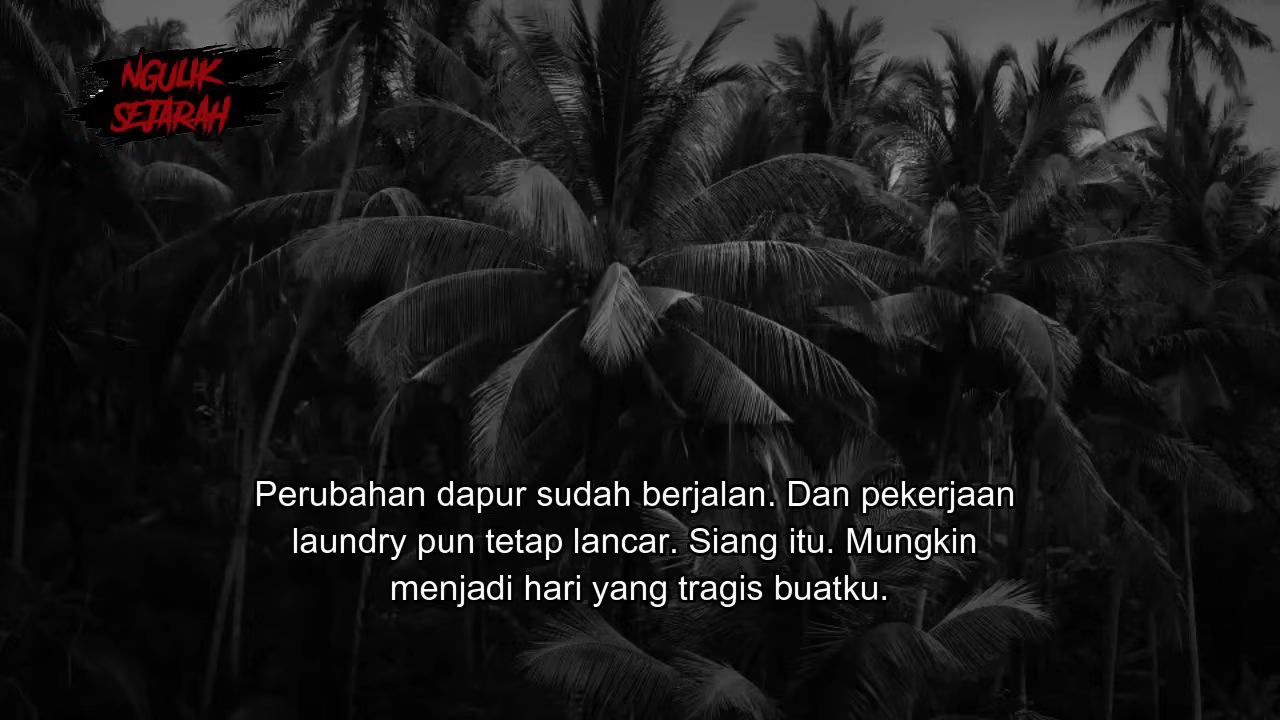 NGULIK
SEJARAH
Perubahan dapur sudah berjalan. Dan pekerjaan
laundry pun tetap lancar. Siang itu. Mungkin
menjadi hari yang tragis buatku.